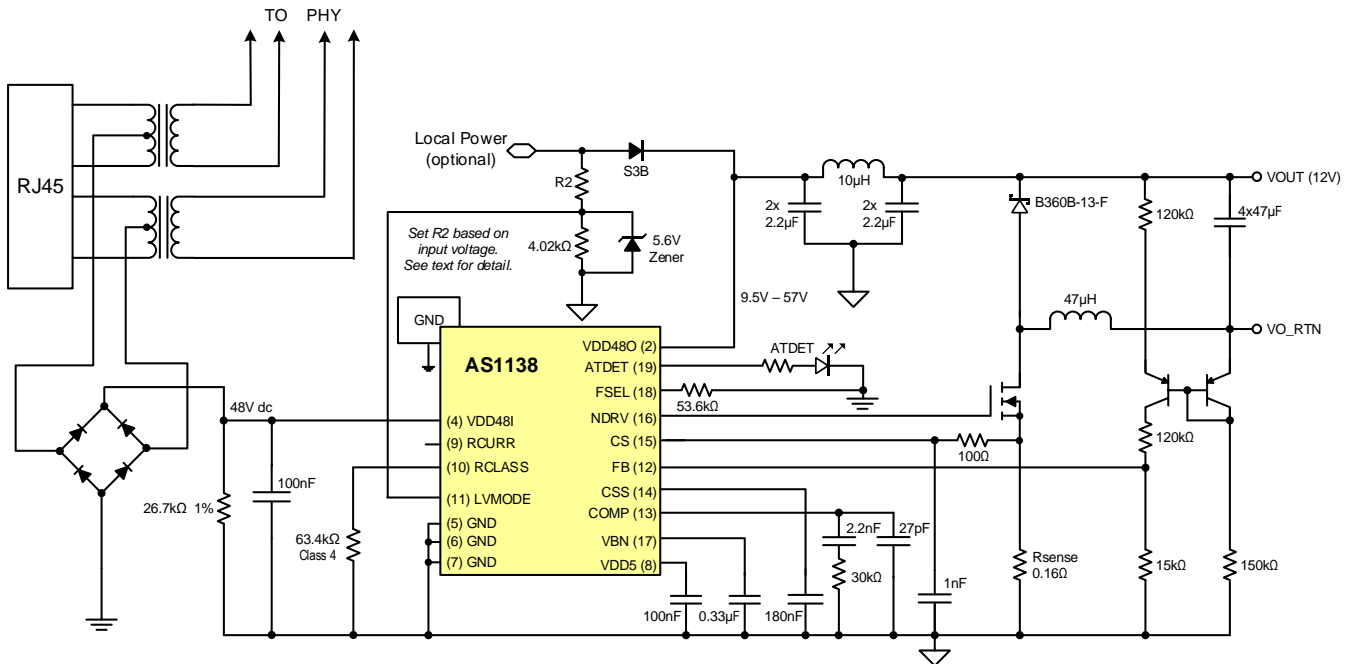 TO PHY
RJ45
Local Power
(optional)
S3B
R2
Set R2 based on
input voltage.
See text for detail.
4.02kΩ
5.6V
Zener
10µH
2x
2.2µF
2x
2.2µF
B360B-13-F
120kΩ
4x47µF
VOUT (12V)
9.5V – 57V
47µH
VO_RTN
GND
AS1138
VDD48O (2)
ATDET (19)
FSEL (18)
NDRV (16)
CS (15)
FB (12)
CSS (14)
COMP (13)
VBN (17)
VDD5 (8)
(4) VDD48I
(9) RCURR
(10) RCLASS
(11) LVMODE
(5) GND
(6) GND
(7) GND
ATDET
53.6kΩ
100Ω
120kΩ
48V dc
26.7kΩ 1%
100nF
63.4kΩ
Class 4
2.2nF
27pF
30kΩ
1nF
Rsense
0.16Ω
15kΩ
150kΩ
100nF
0.33µF
180nF